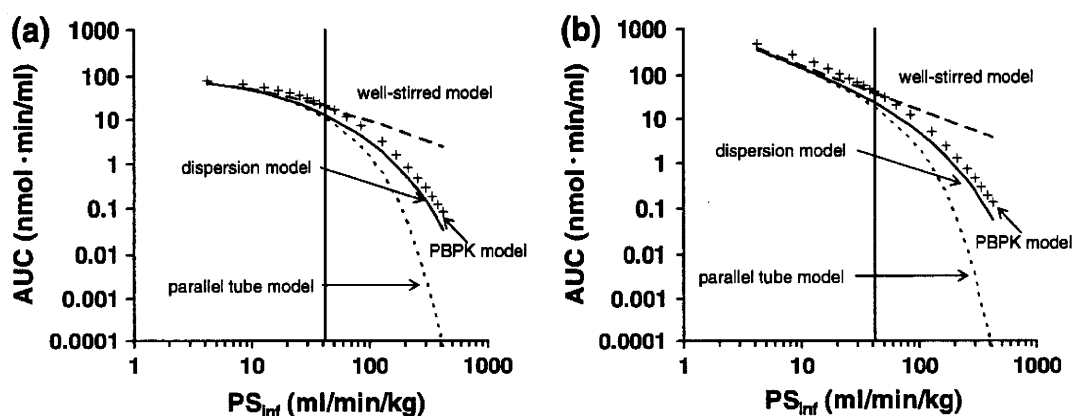 (a)
AUC (nmol·min/ml)
1000
100
10
1
0.1
0.01
0.001
0.0001
well-stirred model
dispersion model
PBPK model
parallel tube model
1
10
100
1000
PSinf (ml/min/kg)
(b)
AUC (nmol·min/ml)
1000
100
10
1
0.1
0.01
0.001
0.0001
well-stirred model
dispersion model
PBPK model
parallel tube model
1
10
100
1000
PSinf (ml/min/kg)